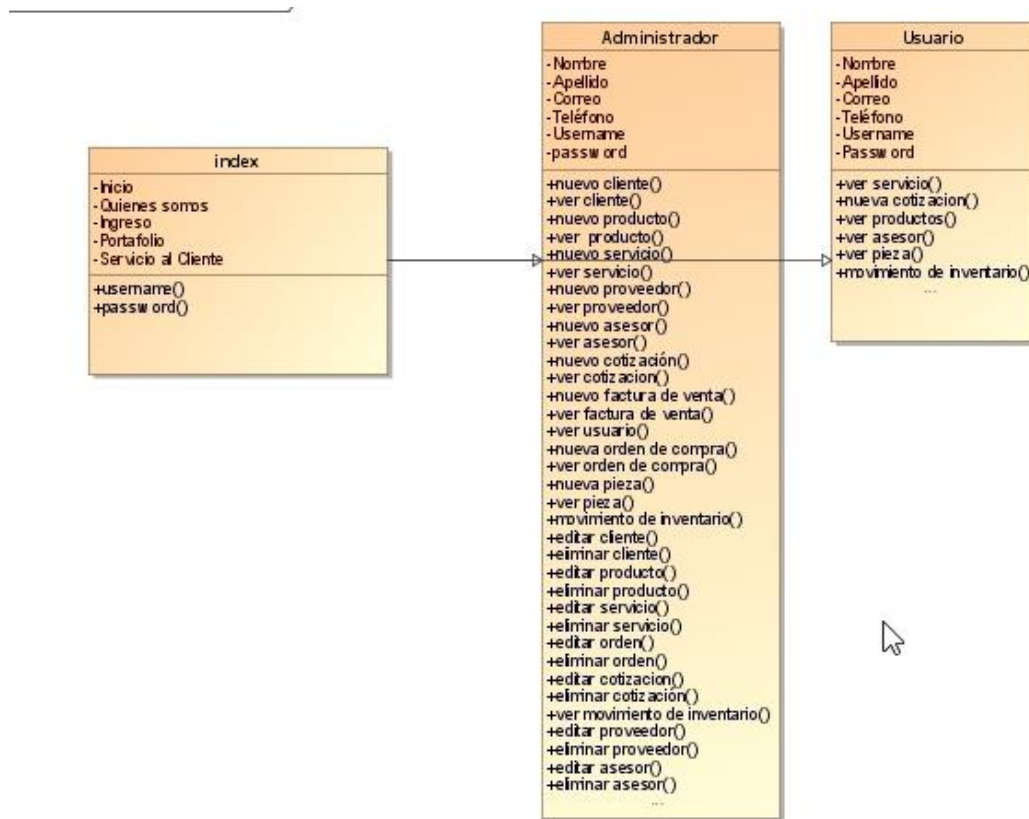 index
-Inicio
-Quienes somos
-Ingreso
-Portafolio
-Servicio al Cliente
+username()
+password()
Administrador
-Nombre
-Apellido
-Correo
-Teléfono
-Username
-password
+nuevo cliente()
+ver cliente()
+nuevo producto()
+ver producto()
+nuevo servicio()
+ver servicio()
+nuevo proveedor()
+ver proveedor()
+nuevo asesor()
+ver asesor()
+nuevo cotización()
+ver cotizacion()
+nuevo factura de venta()
+ver factura de venta()
+ver usuario()
+nueva orden de compra()
+ver orden de compra()
+nueva pieza()
+ver pieza()
+movimiento de inventario()
+editar cliente()
+eliminar cliente()
+editar producto()
+eliminar producto()
+editar servicio()
+eliminar servicio()
+editar orden()
+eliminar orden()
+editar cotizacion()
+eliminar cotización()
+ver movimiento de inventario()
+editar proveedor()
+eliminar proveedor()
+editar asesor()
+eliminar asesor()
...
Usuario
-Nombre
-Apellido
-Correo
-Teléfono
-Username
-Password
+ver servicio()
+nueva cotizacion()
+ver productos()
+ver asesor()
+ver pieza()
+movimiento de inventario()
...